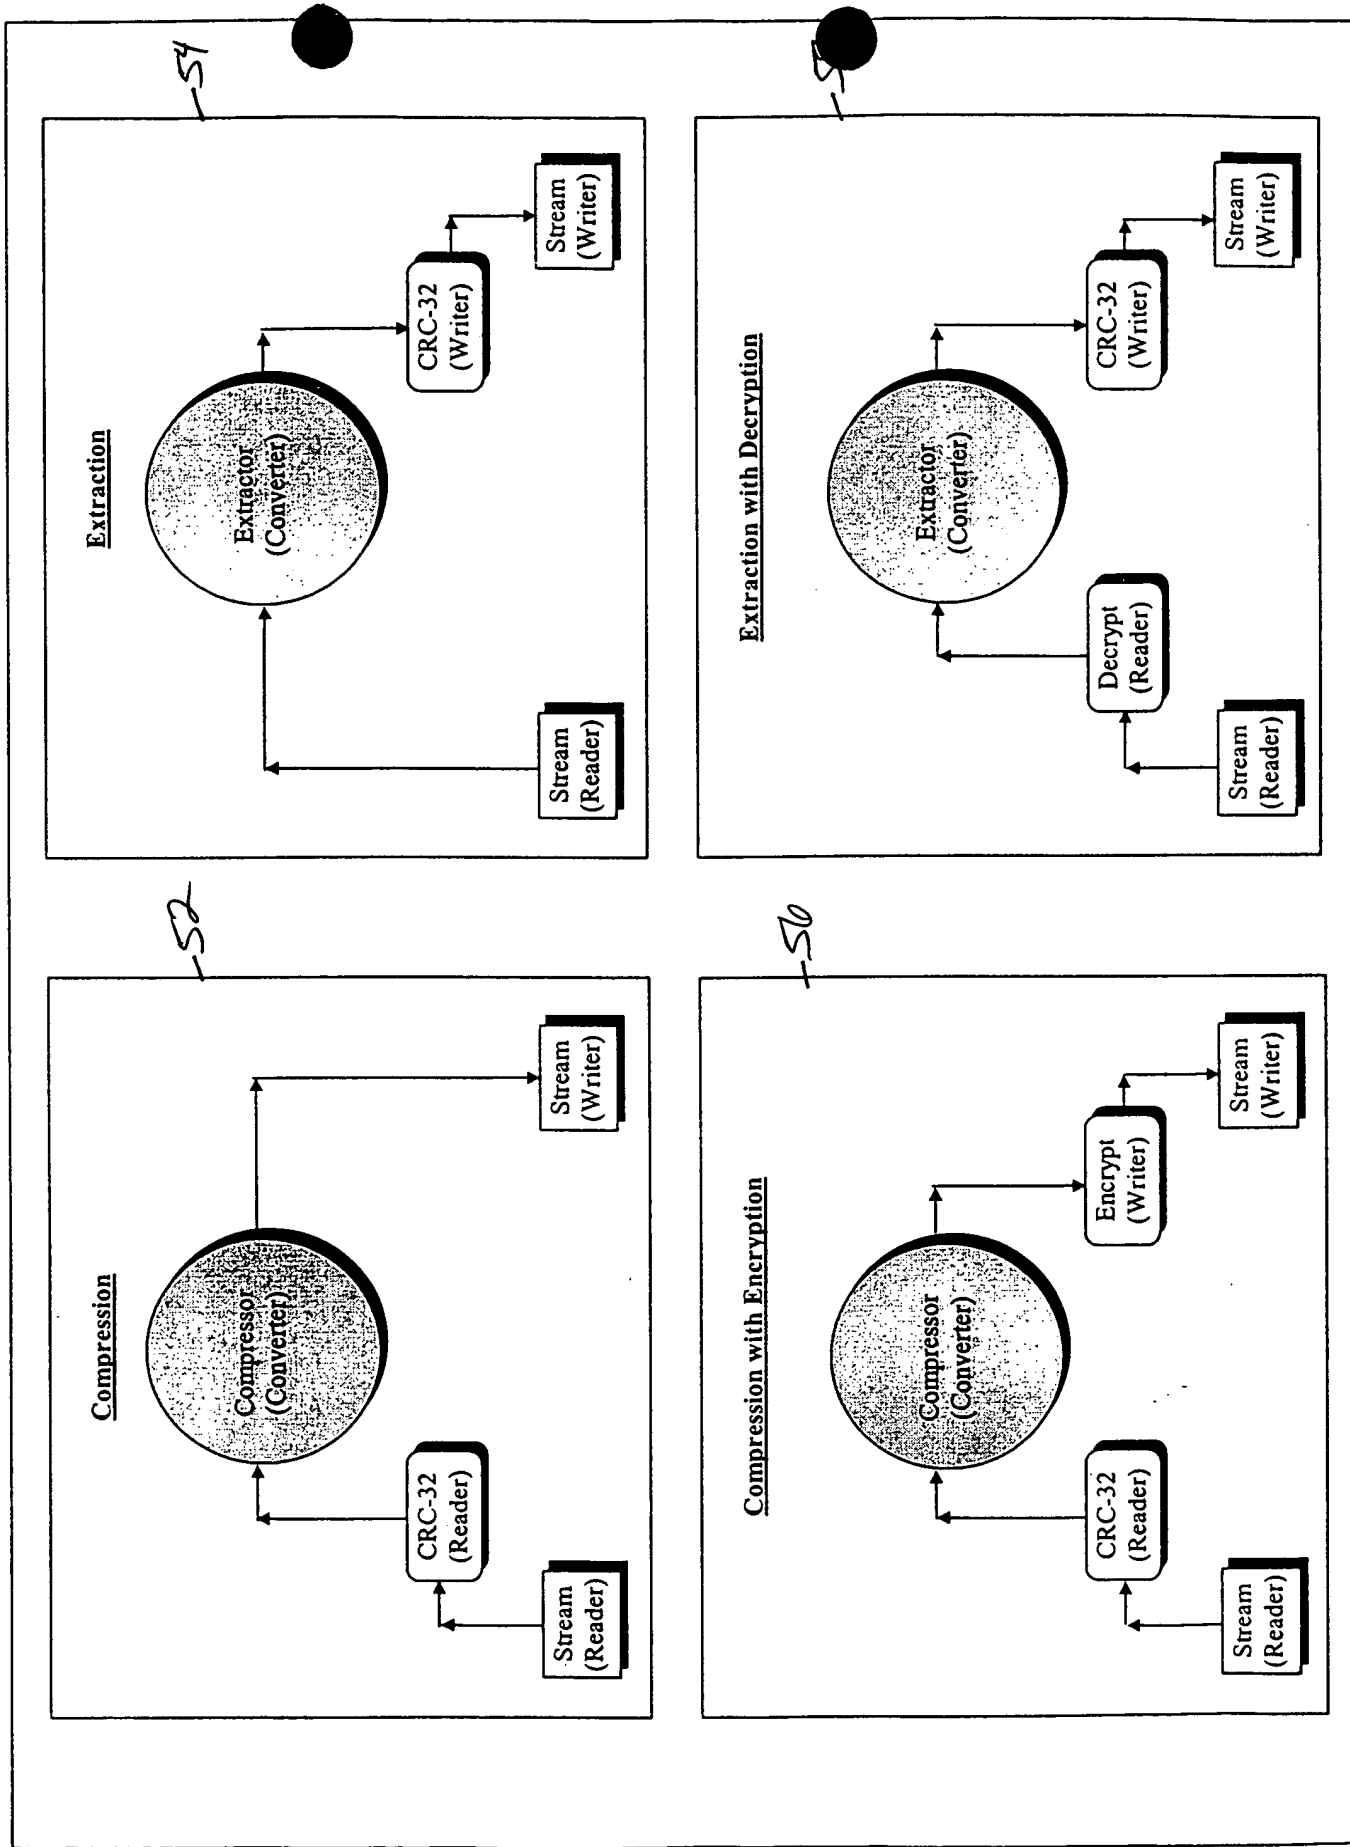 Compression
52
Compressor
(Converter)
CRC-32
(Reader)
Stream
(Reader)
Stream
(Writer)
Extraction
54
Extractor
(Converter)
CRC-32
(Writer)
Stream
(Reader)
Stream
(Writer)
Compression with Encryption
56
Compressor
(Converter)
CRC-32
(Reader)
Encrypt
(Writer)
Stream
(Reader)
Stream
(Writer)
Extraction with Decryption
Extractor
(Converter)
Decrypt
(Reader)
CRC-32
(Writer)
Stream
(Reader)
Stream
(Writer)